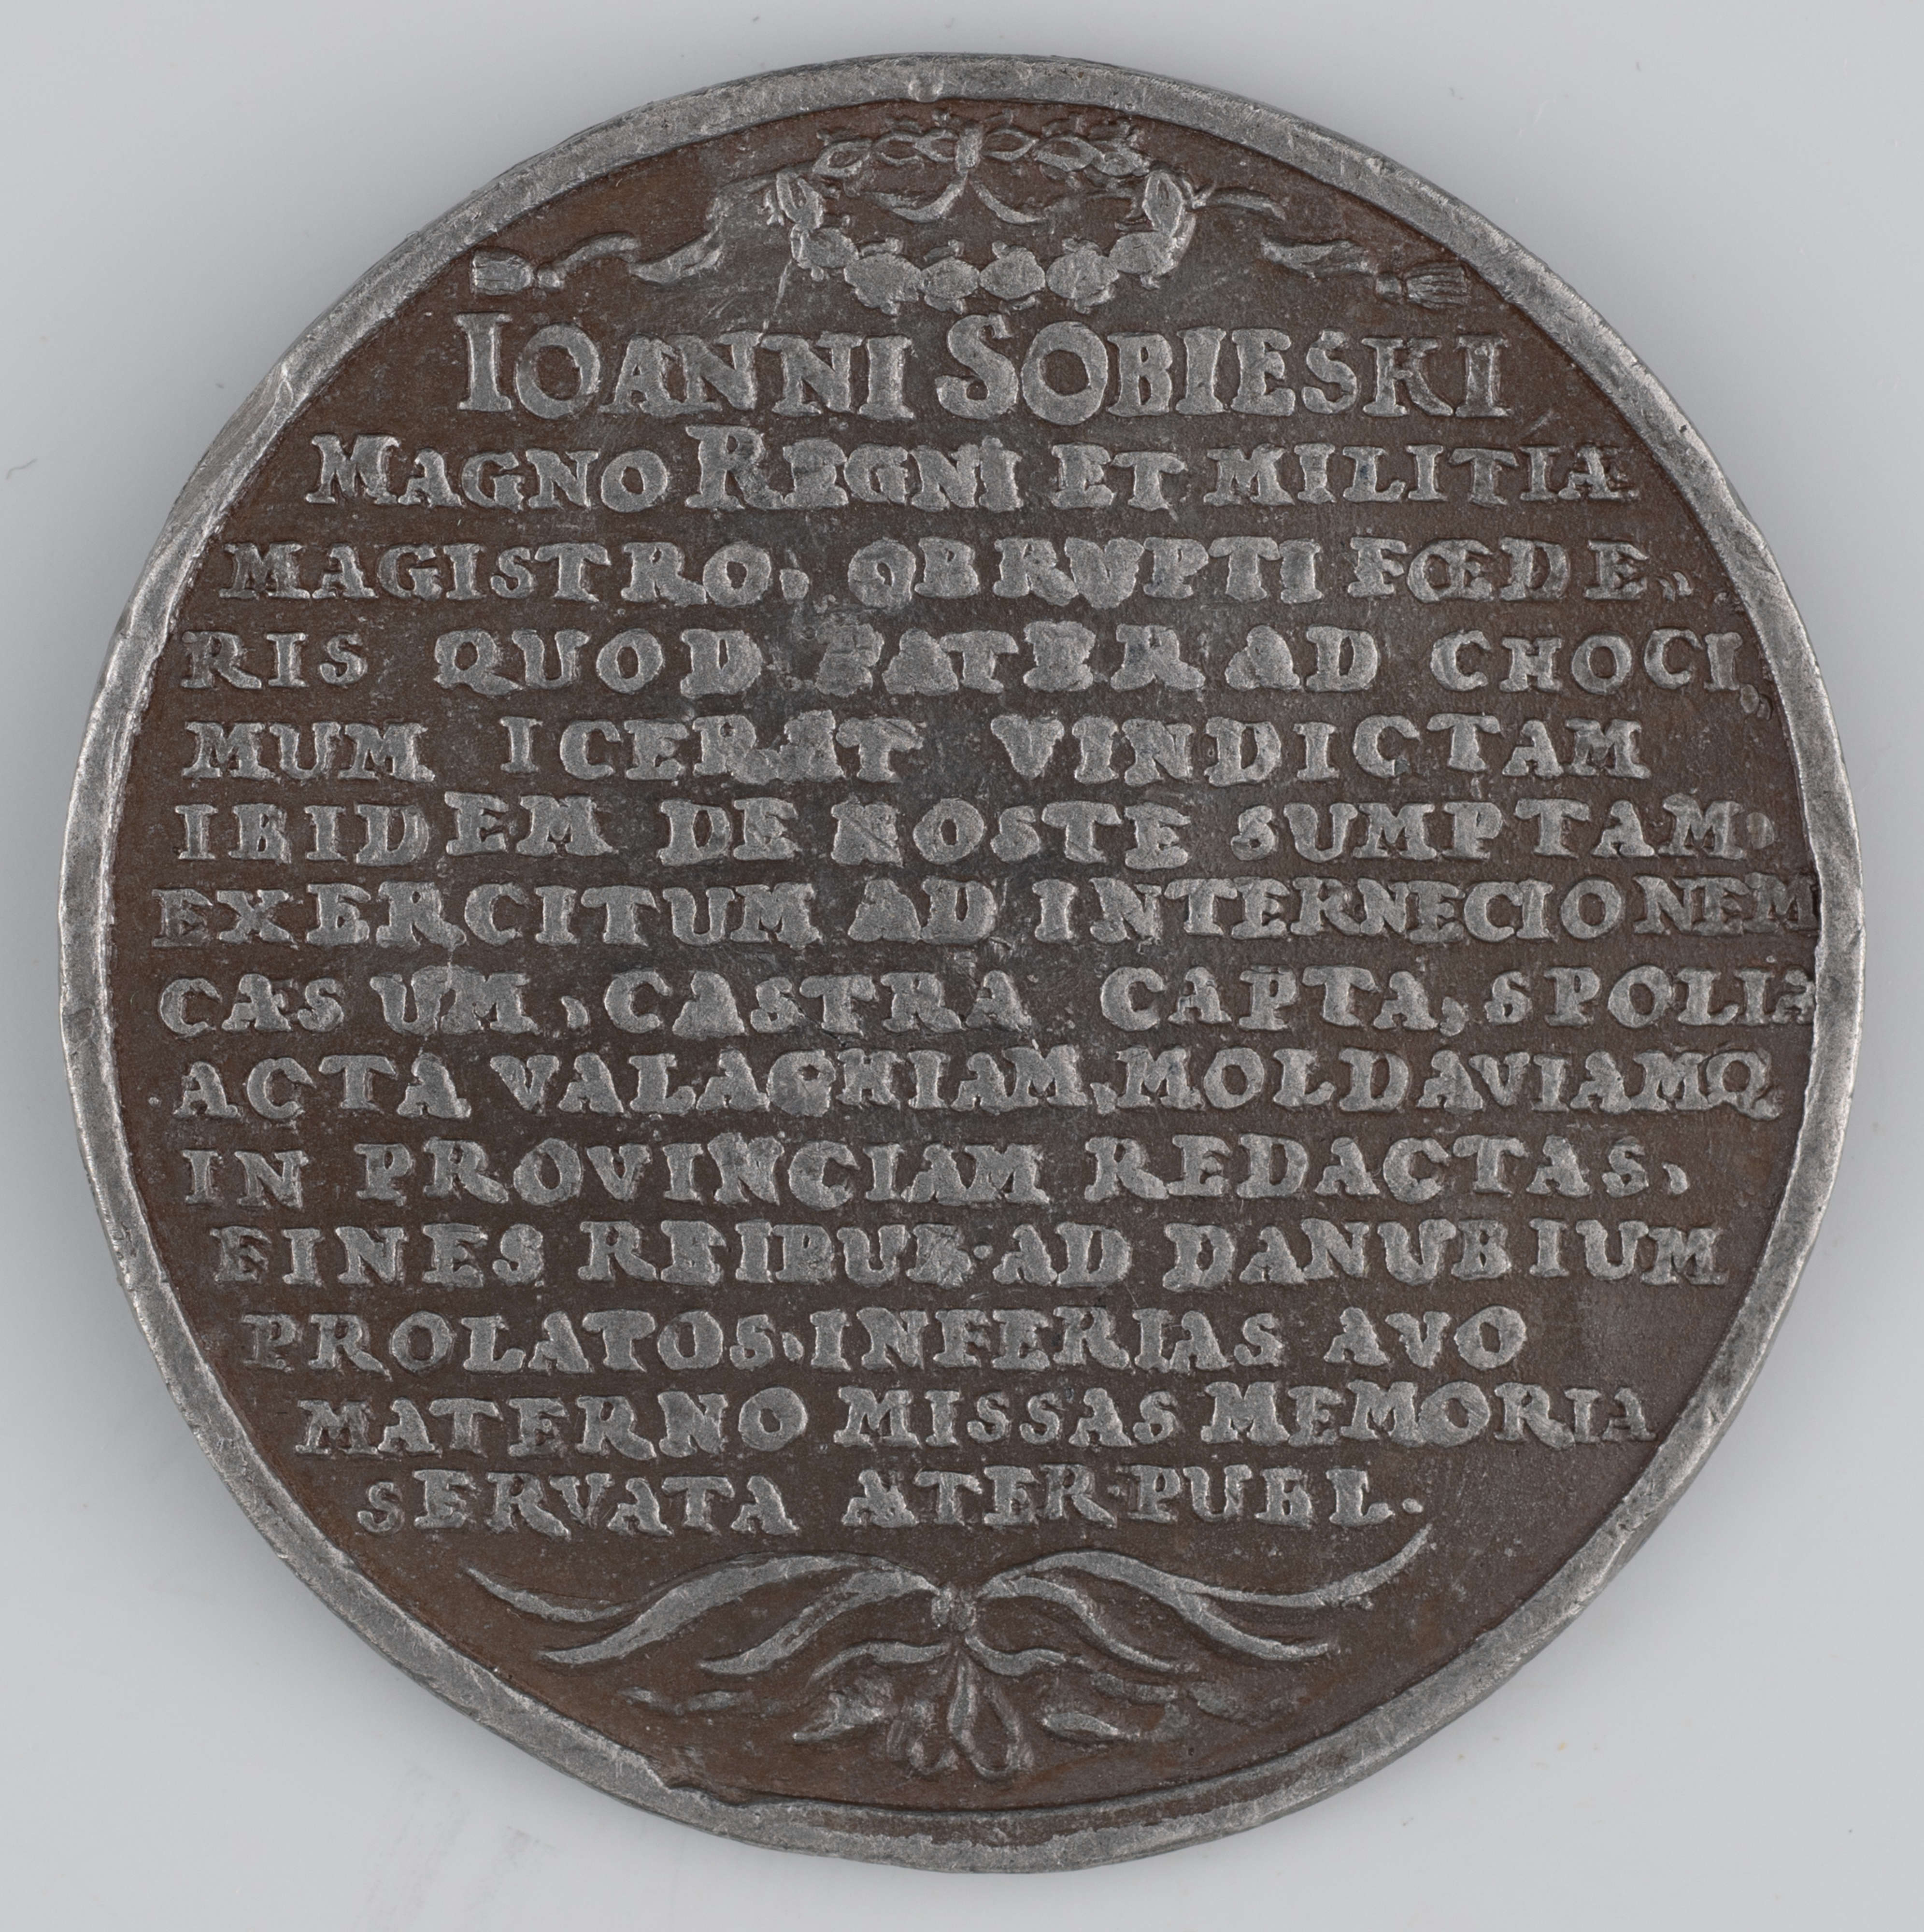 IOANNI SOBIESKI
MAGNO REGNI ET MILITIÆ
MAGISTRO, OBRUPTI FŒDE,,
RIS QUOD PATER AD CHOCI,,
MUM ICERAT VINDICTAM
IBIDEM DE NOSTE SUMPTAM.
EXERCITUM AD INTERNECIONEM
CÆSUM, CASTRA CAPTA, SPOLIA
ACTA VALACHIAM, MOLDAVIAMQ
IN PROVINCIAM REDACTAS,
FINES REIPUB. AD DANUBIUM
PROLATOS, INFERIAS AVO
MATERNO MISSAS MEMORIA
SERVATA ÆTER. PUBL.